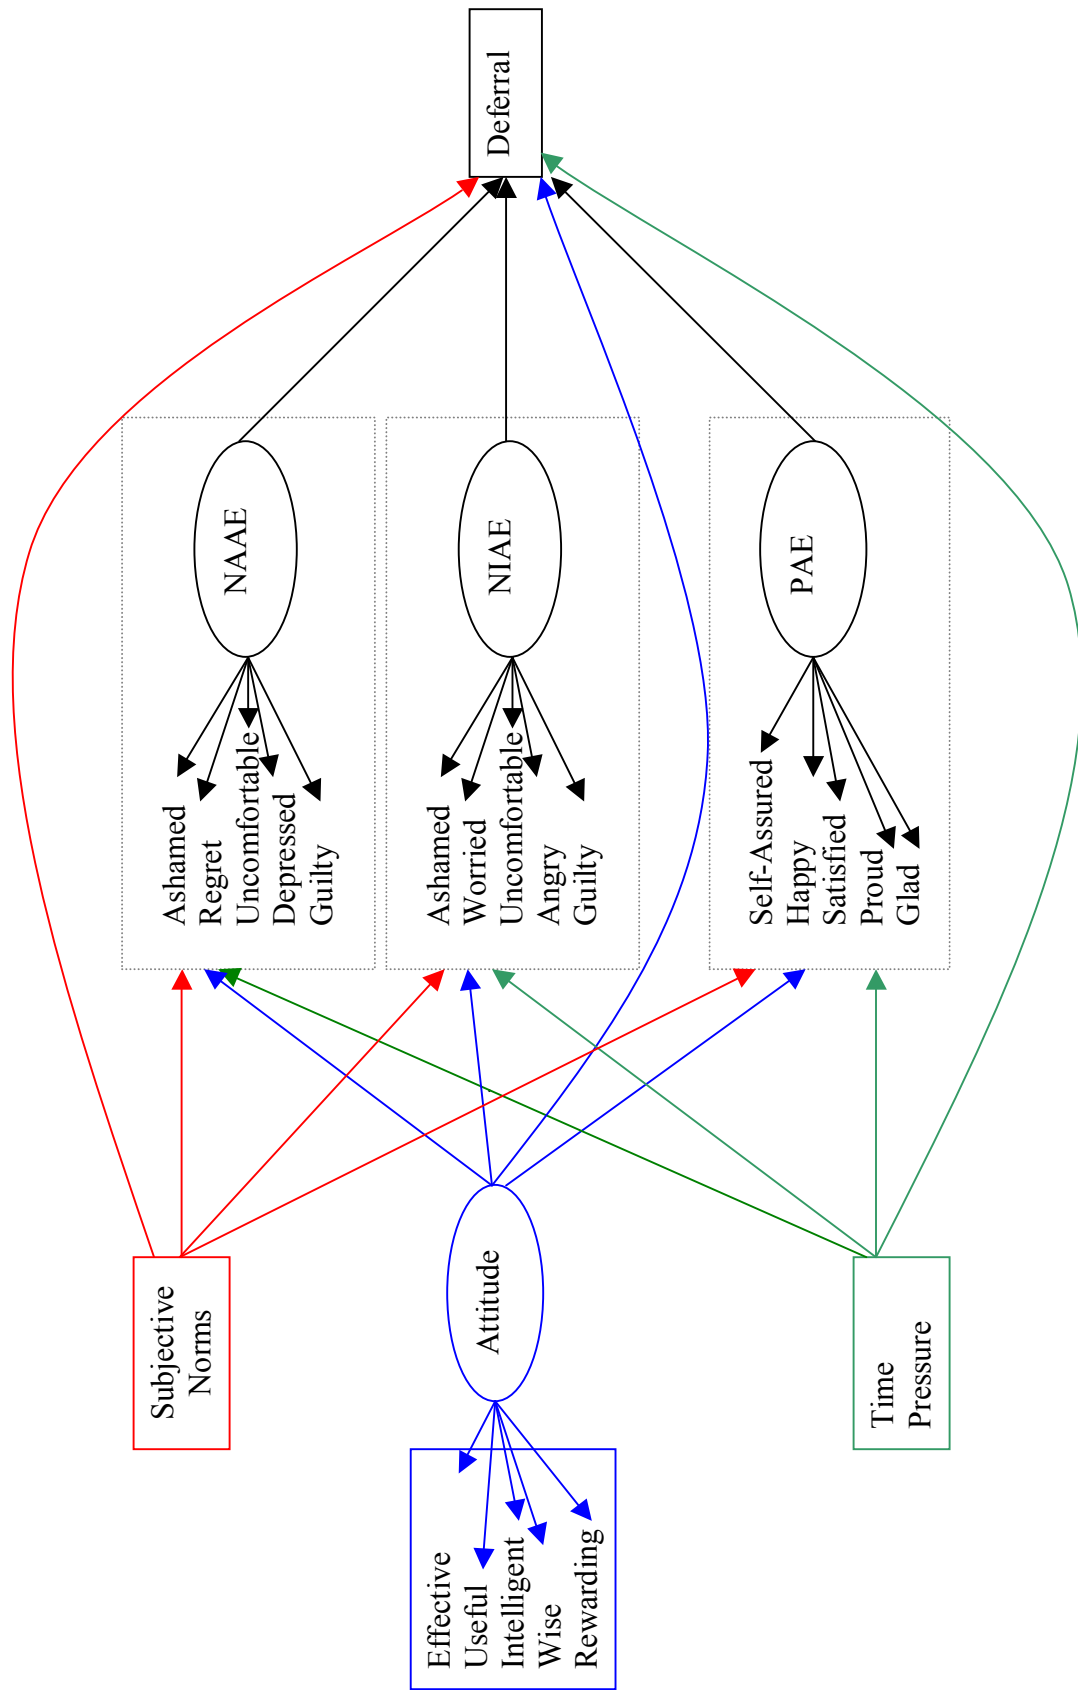 Subjective
Norms
Effective
Useful
Intelligent
Wise
Rewarding
Attitude
Time
Pressure
Ashamed
Regret
Uncomfortable
Depressed
Guilty
NAAE
Ashamed
Worried
Uncomfortable
Angry
Guilty
NIAE
Self-Assured
Happy
Satisfied
Proud
Glad
PAE
Deferral